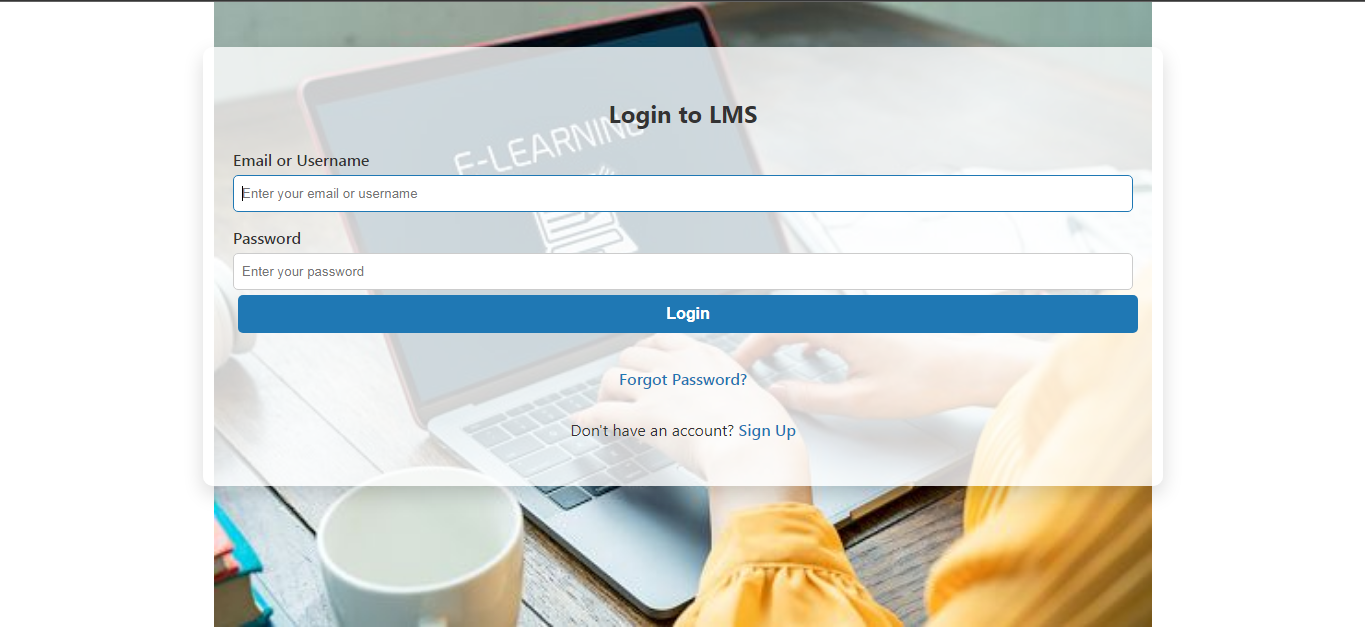 Login to LMS
E-LEARNING
Email or Username
Enter your email or username
Password
Enter your password
Login
Forgot Password?
Don't have an account? Sign Up